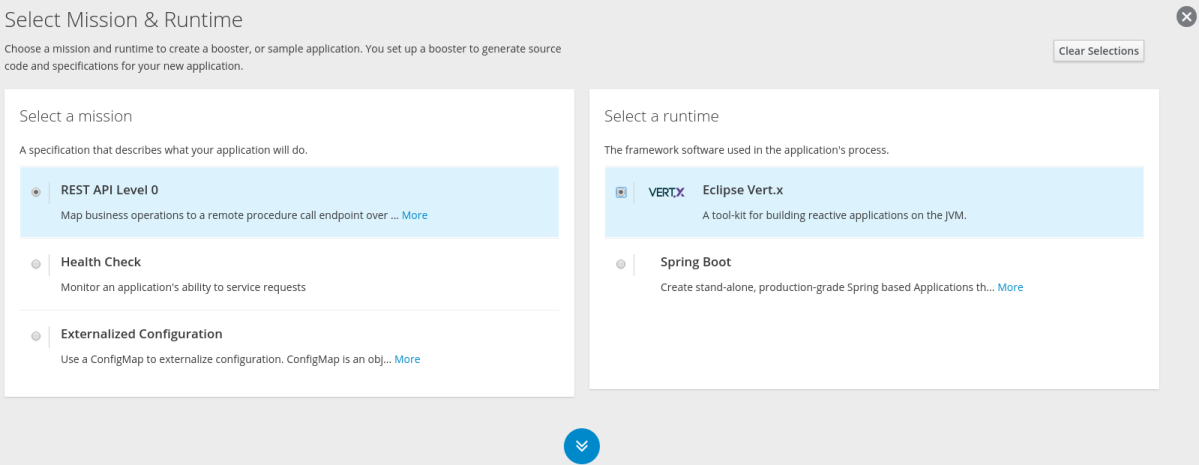 Select Mission & Runtime
Choose a mission and runtime to create a booster, or sample application. You set up a booster to generate source
code and specifications for your new application.
Clear Selections
Select a mission
A specification that describes what your application will do.
REST API Level 0
Map business operations to a remote procedure call endpoint over ... More
Health Check
Monitor an application's ability to service requests
Externalized Configuration
Use a ConfigMap to externalize configuration. ConfigMap is an obj... More
Select a runtime
The framework software used in the application's process.
VERT.X
Eclipse Vert.x
A tool-kit for building reactive applications on the JVM.
Spring Boot
Create stand-alone, production-grade Spring based Applications th... More